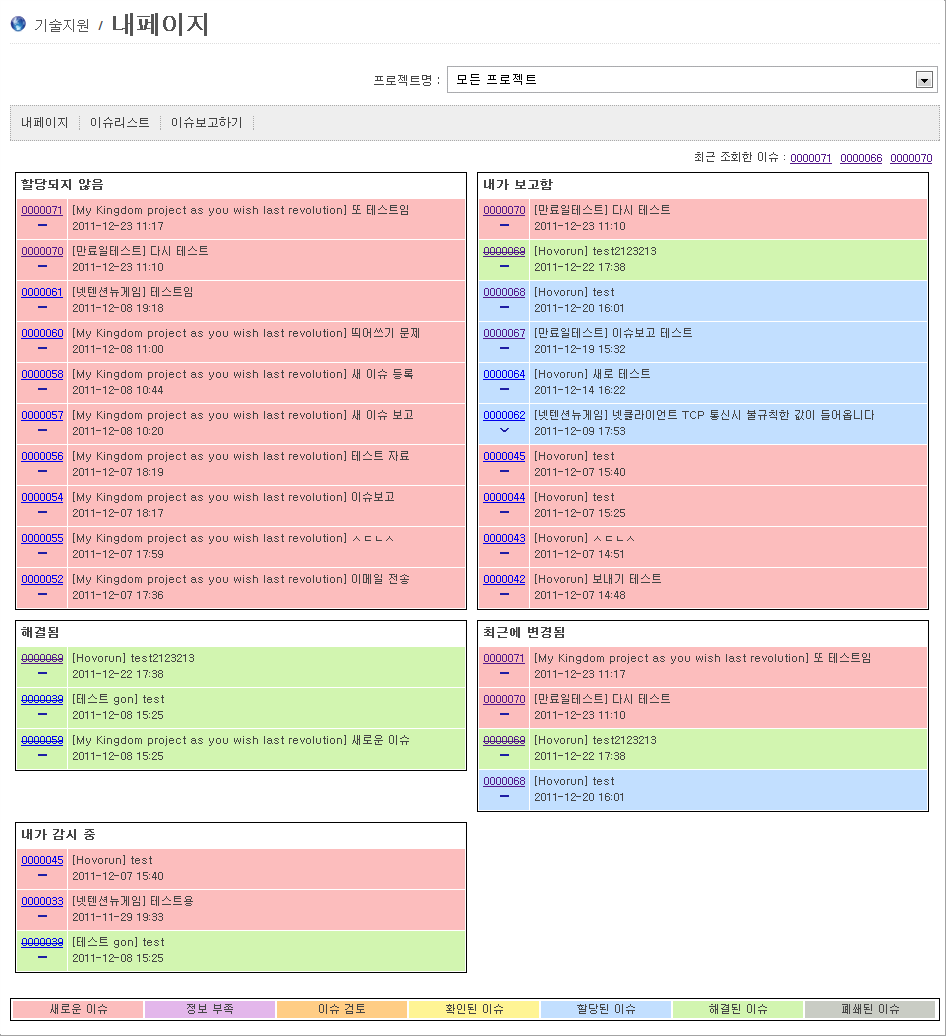 기술지원 / 내페이지
프로젝트명 : 모든 프로젝트
내페이지 이슈리스트 이슈보고하기
최근 조회한 이슈 : 0000071 0000066 0000070
할당되지 않음
0000071 [My Kingdom project as you wish last revolution] 또 테스트임
2011-12-23 11:17
0000070 [만료일테스트] 다시 테스트
2011-12-23 11:10
0000061 [넷텐션뉴게임] 테스트임
2011-12-08 19:18
0000060 [My Kingdom project as you wish last revolution] 띄어쓰기 문제
2011-12-08 11:00
0000058 [My Kingdom project as you wish last revolution] 새 이슈 등록
2011-12-08 10:44
0000057 [My Kingdom project as you wish last revolution] 새 이슈 보고
2011-12-08 10:20
0000056 [My Kingdom project as you wish last revolution] 테스트 자료
2011-12-07 18:19
0000054 [My Kingdom project as you wish last revolution] 이슈보고
2011-12-07 18:17
0000055 [My Kingdom project as you wish last revolution] ㅅㄷㄴㅅ
2011-12-07 17:59
0000052 [My Kingdom project as you wish last revolution] 이메일 전송
2011-12-07 17:36
내가 보고함
0000070 [만료일테스트] 다시 테스트
2011-12-23 11:10
0000069 [Hovorun] test2123213
2011-12-22 17:38
0000068 [Hovorun] test
2011-12-20 16:01
0000067 [만료일테스트] 이슈보고 테스트
2011-12-19 15:32
0000064 [Hovorun] 새로 테스트
2011-12-14 16:22
0000062 [넷텐션뉴게임] 넷클라이언트 TCP 통신시 불규칙한 값이 들어옵니다
2011-12-09 17:53
0000045 [Hovorun] test
2011-12-07 15:40
0000044 [Hovorun] test
2011-12-07 15:25
0000043 [Hovorun] ㅅㄷㄴㅅ
2011-12-07 14:51
0000042 [Hovorun] 보내기 테스트
2011-12-07 14:48
해결됨
0000069 [Hovorun] test2123213
2011-12-22 17:38
0000039 [테스트 gon] test
2011-12-08 15:25
0000059 [My Kingdom project as you wish last revolution] 새로운 이슈
2011-12-08 15:25
최근에 변경됨
0000071 [My Kingdom project as you wish last revolution] 또 테스트임
2011-12-23 11:17
0000070 [만료일테스트] 다시 테스트
2011-12-23 11:10
0000069 [Hovorun] test2123213
2011-12-22 17:38
0000068 [Hovorun] test
2011-12-20 16:01
내가 감시 중
0000045 [Hovorun] test
2011-12-07 15:40
0000033 [넷텐션뉴게임] 테스트용
2011-11-29 19:33
0000039 [테스트 gon] test
2011-12-08 15:25
새로운 이슈 정보 부족 이슈 검토 확인된 이슈 할당된 이슈 해결된 이슈 폐쇄된 이슈